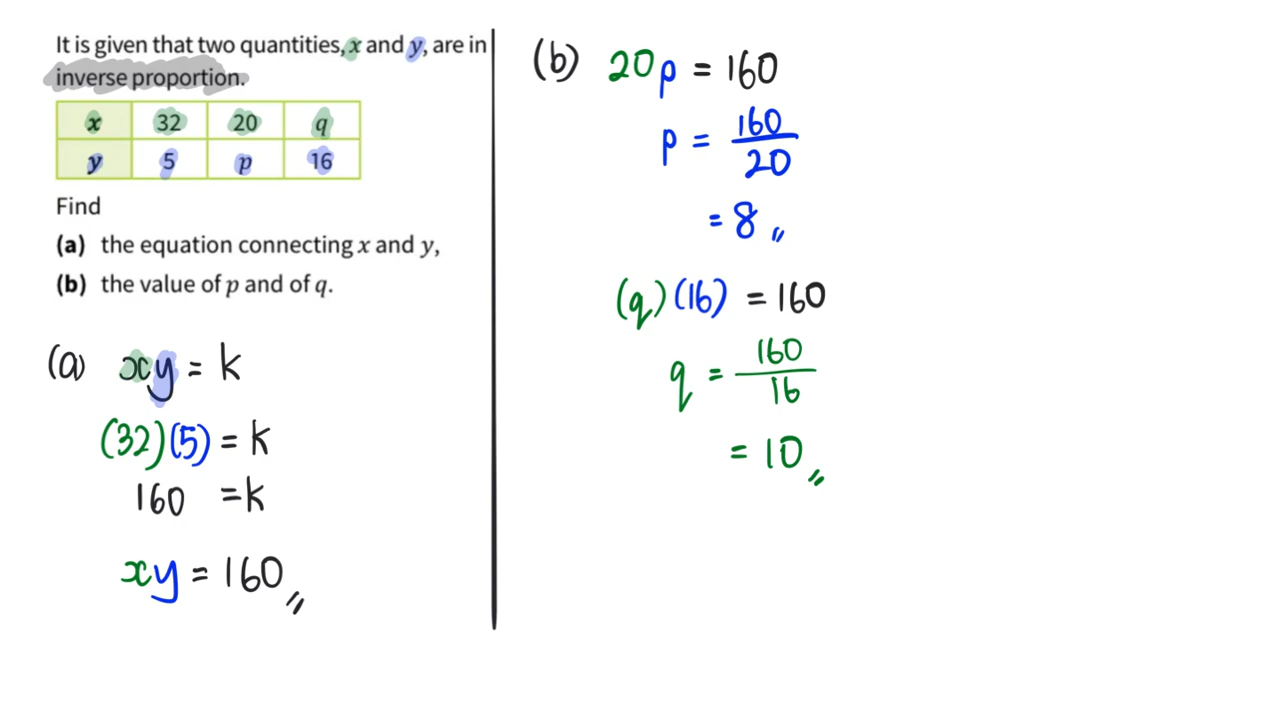 It is given that two quantities, x and y, are in
inverse proportion.
x 32 20 q
y 5 p 16
Find
(a) the equation connecting x and y,
(b) the value of p and of q.
(a) xy = k
(32)(5) = k
160 = k
xy = 160 〃
(b) 20p = 160
p = 160/20
= 8 〃
(q)(16) = 160
q = 160/16
= 10 〃